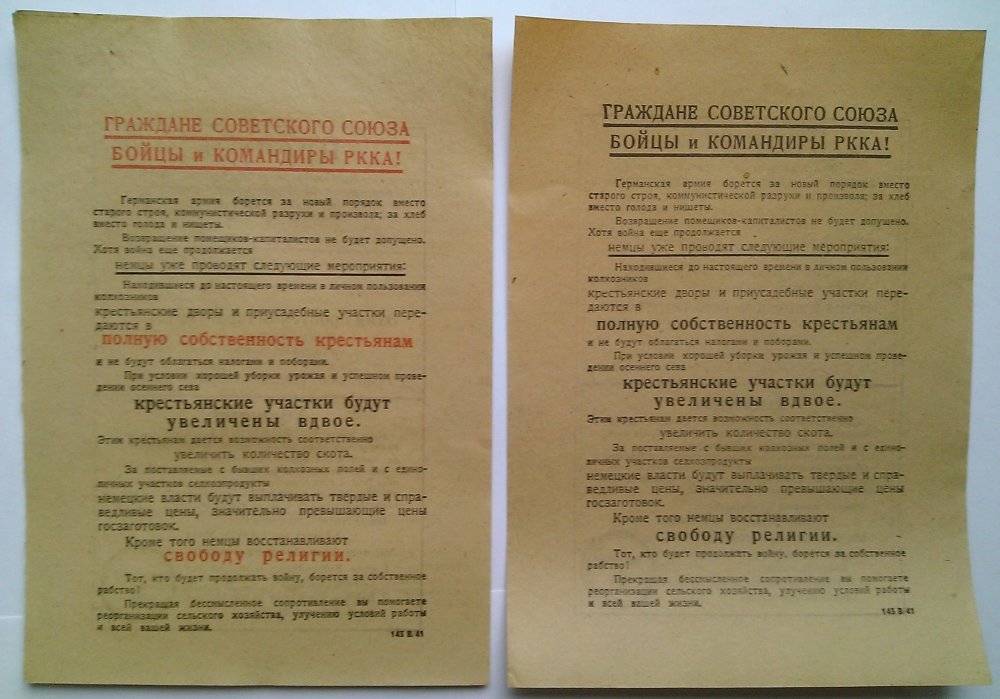 ГРАЖДАНЕ СОВЕТСКОГО СОЮЗА
БОЙЦЫ и КОМАНДИРЫ РККА!
Германская армия борется за новый порядок вместо
старого строя, коммунистической разрухи и произвола; за хлеб
вместо голода и нищеты.
Возвращение помещиков-капиталистов не будет допущено.
Хотя война еще продолжается
немцы уже проводят следующие мероприятия:
Находившиеся до настоящего времени в личном пользовании
колхозников
крестьянские дворы и приусадебные участки пере-
даются в
полную собственность крестьянам
и не будут облагаться налогами и поборами.
При условии хорошей уборки урожая и успешном прове-
дении осеннего сева
крестьянские участки будут
увеличены вдвое.
Этим крестьянам дается возможность соответственно
увеличить количество скота.
За поставляемые с бывших колхозных полей и с едино-
личных участков селхозпродукты
немецкие власти будут выплачивать твердые и спра-
ведливые цены, значительно превышающие цены
госзаготовок.
Кроме того немцы восстанавливают
свободу религии.
Тот, кто будет продолжать войну, борется за собственное
рабство!
Прекращая бессмысленное сопротивление вы помогаете
реорганизации сельского хозяйства, улучению условий работы
и всей вашей жизни.
143 В/41
ГРАЖДАНЕ СОВЕТСКОГО СОЮЗА
БОЙЦЫ и КОМАНДИРЫ РККА!
Германская армия борется за новый порядок вместо
старого строя, коммунистической разрухи и произвола; за хлеб
вместо голода и нищеты.
Возвращение помещиков-капиталистов не будет допущено.
Хотя война еще продолжается
немцы уже проводят следующие мероприятия:
Находившиеся до настоящего времени в личном пользовании
колхозников
крестьянские дворы и приусадебные участки пере-
даются в
полную собственность крестьянам
и не будут облагаться налогами и поборами.
При условии хорошей уборки урожая и успешном прове-
дении осеннего сева
крестьянские участки будут
увеличены вдвое.
Этим крестьянам дается возможность соответственно
увеличить количество скота.
За поставляемые с бывших колхозных полей и с едино-
личных участков селхозпродукты
немецкие власти будут выплачивать твердые и спра-
ведливые цены, значительно превышающие цены
госзаготовок.
Кроме того немцы восстанавливают
свободу религии.
Тот, кто будет продолжать войну, борется за собственное
рабство!
Прекращая бессмысленное сопротивление вы помогаете
реорганизации сельского хозяйства, улучению условий работы
и всей вашей жизни.
143 В/41